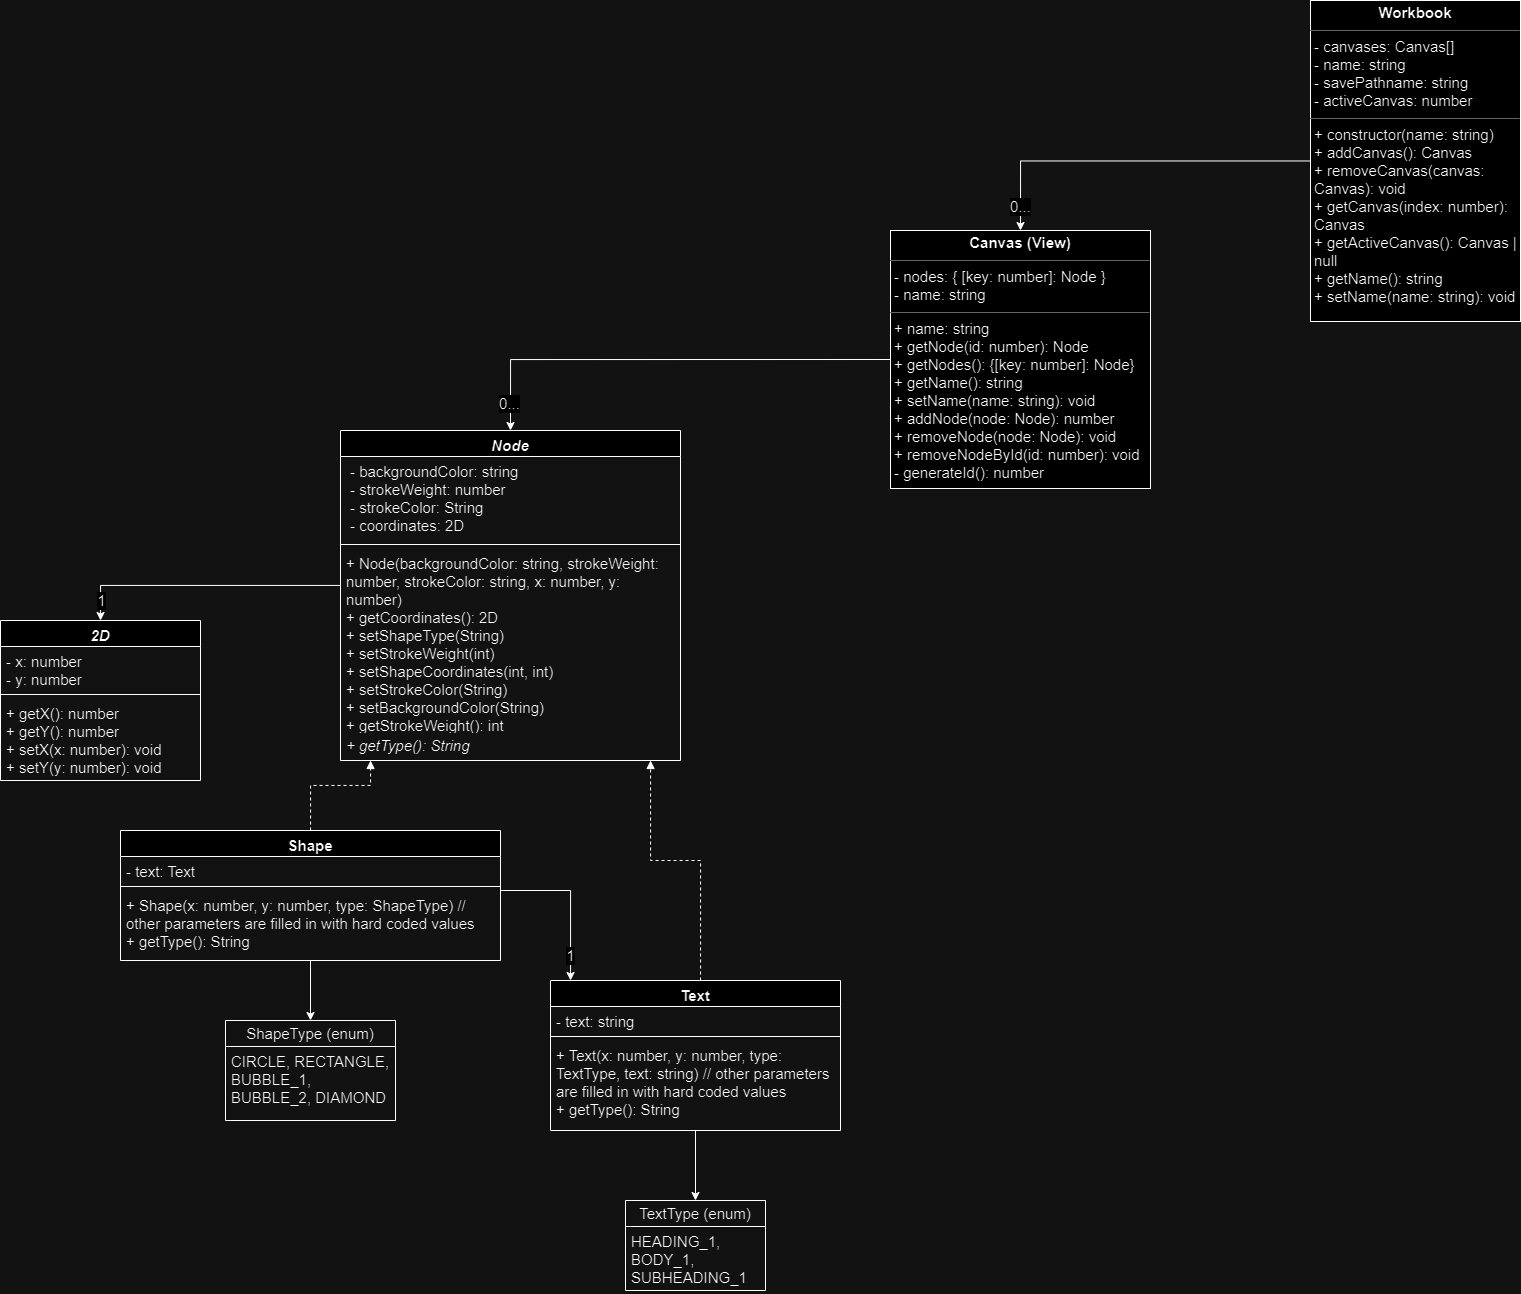 Workbook
- canvases: Canvas[]
- name: string
- savePathname: string
- activeCanvas: number
+ constructor(name: string)
+ addCanvas(): Canvas
+ removeCanvas(canvas:
Canvas): void
+ getCanvas(index: number):
Canvas
+ getActiveCanvas(): Canvas |
null
+ getName(): string
+ setName(name: string): void
0...
Canvas (View)
- nodes: { [key: number]: Node }
- name: string
+ name: string
+ getNode(id: number): Node
+ getNodes(): {[key: number]: Node}
+ getName(): string
+ setName(name: string): void
+ addNode(node: Node): number
+ removeNode(node: Node): void
+ removeNodeById(id: number): void
- generateId(): number
0...
Node
- backgroundColor: string
- strokeWeight: number
- strokeColor: String
- coordinates: 2D
+ Node(backgroundColor: string, strokeWeight:
number, strokeColor: string, x: number, y:
number)
+ getCoordinates(): 2D
+ setShapeType(String)
+ setStrokeWeight(int)
+ setShapeCoordinates(int, int)
+ setStrokeColor(String)
+ setBackgroundColor(String)
+ getStrokeWeight(): int
+ getType(): String
1
2D
- x: number
- y: number
+ getX(): number
+ getY(): number
+ setX(x: number): void
+ setY(y: number): void
Shape
- text: Text
+ Shape(x: number, y: number, type: ShapeType) //
other parameters are filled in with hard coded values
+ getType(): String
1
Text
- text: string
+ Text(x: number, y: number, type:
TextType, text: string) // other parameters
are filled in with hard coded values
+ getType(): String
ShapeType (enum)
CIRCLE, RECTANGLE,
BUBBLE_1,
BUBBLE_2, DIAMOND
TextType (enum)
HEADING_1,
BODY_1,
SUBHEADING_1